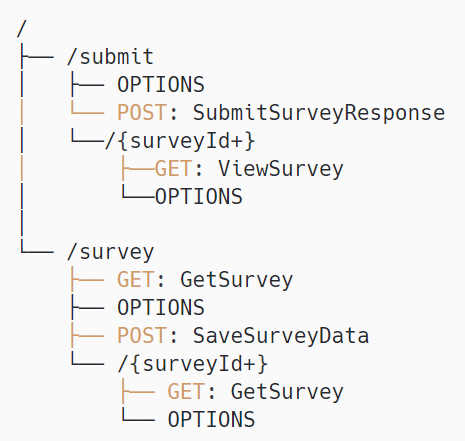 /
├── /submit
│   ├── OPTIONS
│   └── POST: SubmitSurveyResponse
│   └──/{surveyId+}
│       ├──GET: ViewSurvey
│       └──OPTIONS
│
└── /survey
    ├── GET: GetSurvey
    ├── OPTIONS
    ├── POST: SaveSurveyData
    └── /{surveyId+}
        ├── GET: GetSurvey
        └── OPTIONS